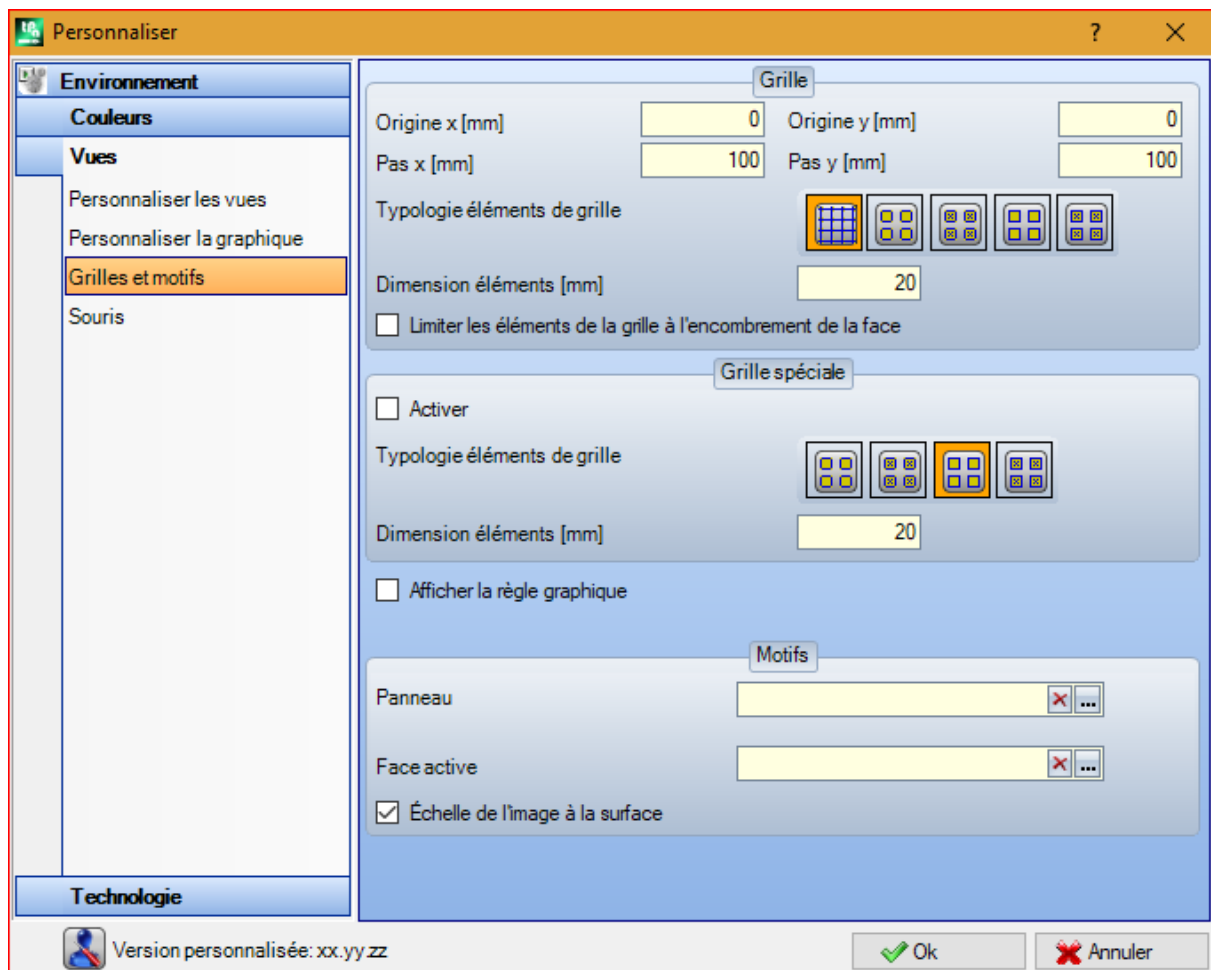 Personnaliser
?
Environnement
Couleurs
Vues
Personnaliser les vues
Personnaliser la graphique
Grilles et motifs
Souris
Technologie
Grille
Origine x [mm] 0 Origine y [mm] 0
Pas x [mm] 100 Pas y [mm] 100
Typologie éléments de grille
Dimension éléments [mm] 20
Limiter les éléments de la grille à l'encombrement de la face
Grille spéciale
Activer
Typologie éléments de grille
Dimension éléments [mm] 20
Afficher la règle graphique
Motifs
Panneau ...
Face active ...
Échelle de l'image à la surface
Version personnalisée: xx.yy.zz
Ok Annuler